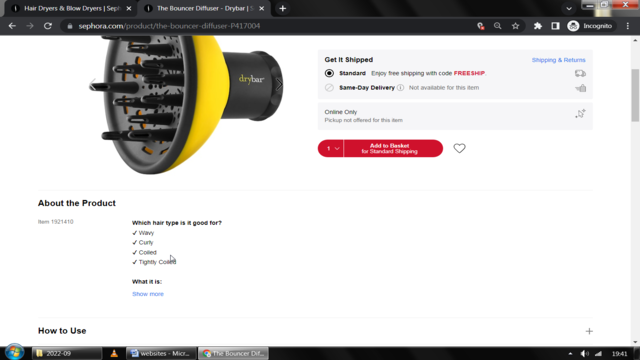 Hair Dryers & Blow Dryers | Seph
The Bouncer Diffuser - Drybar | S
sephora.com/product/the-bouncer-diffuser-P417004
Incognito
drybar
Get It Shipped
Shipping & Returns
Standard Enjoy free shipping with code FREESHIP.
Same-Day Delivery Not available for this item
Online Only
Pickup not offered for this item
1
Add to Basket
for Standard Shipping
About the Product
Item 1921410
Which hair type is it good for?
✓ Wavy
✓ Curly
✓ Coiled
✓ Tightly Coiled
What it is:
Show more
How to Use
2022-09
websites - Micr...
The Bouncer Dif...
19:41